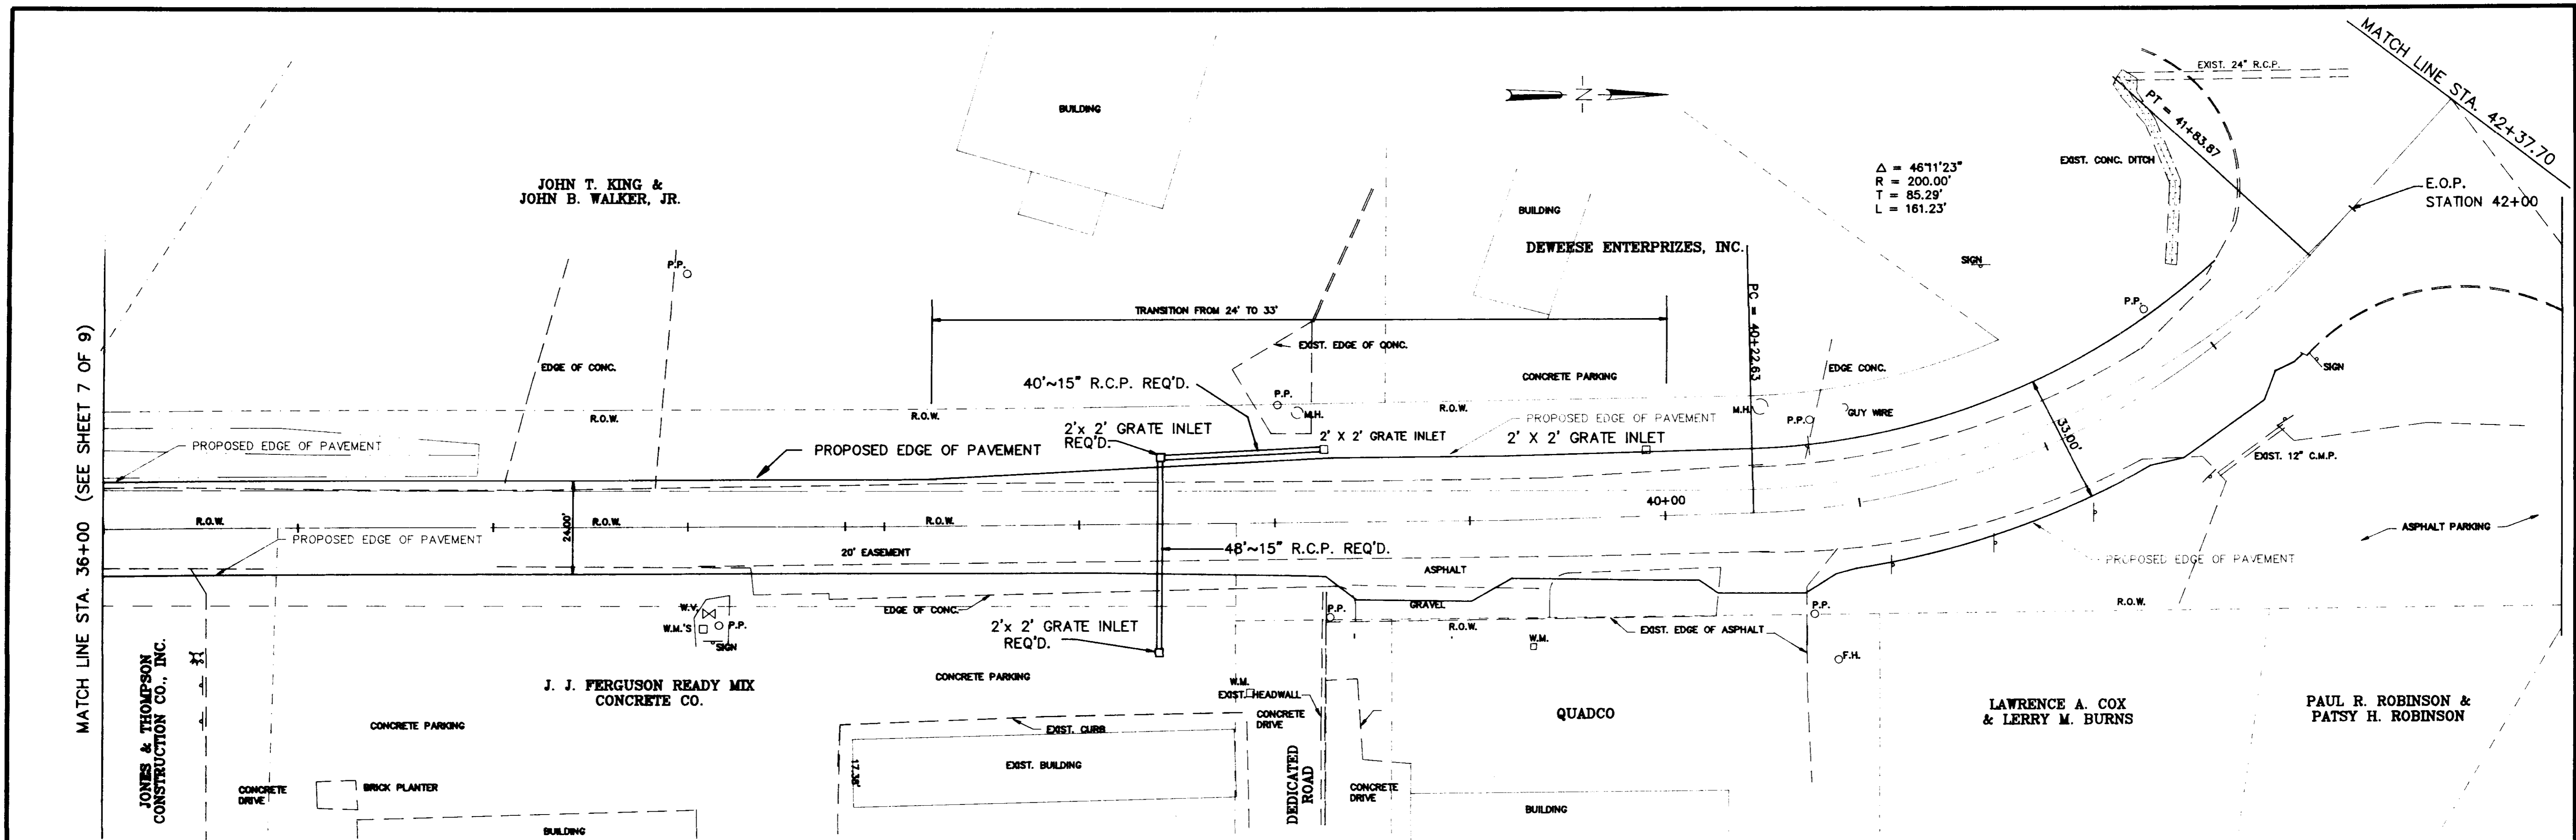 MATCH LINE STA. 42+37.70
EXIST. 24" R.C.P.
PT = 41+83.87
BUILDING
EXIST. CONC. DITCH
Z
JOHN T. KING &
JOHN B. WALKER, JR.
Δ = 46°11'23"
R = 200.00'
T = 85.29'
L = 161.23'
E.O.P.
STATION 42+00
BUILDING
DEWEESE ENTERPRIZES, INC.
SIGN
P.P.
PC = 40+22.63
P.P.
TRANSITION FROM 24' TO 33'
EXIST. EDGE OF CONC.
EDGE OF CONC.
CONCRETE PARKING
EDGE CONC.
SIGN
40'~15" R.C.P. REQ'D.
P.P.
M.H.
R.O.W.
R.O.W.
R.O.W.
M.H.
P.P.
GUY WIRE
PROPOSED EDGE OF PAVEMENT
2'x 2' GRATE INLET
REQ'D.
2' X 2' GRATE INLET
2' X 2' GRATE INLET
33.00'
PROPOSED EDGE OF PAVEMENT
PROPOSED EDGE OF PAVEMENT
EXIST. 12" C.M.P.
MATCH LINE STA. 36+00 (SEE SHEET 7 OF 9)
40+00
R.O.W.
24.00'
R.O.W.
R.O.W.
ASPHALT PARKING
PROPOSED EDGE OF PAVEMENT
20' EASEMENT
48'~15" R.C.P. REQ'D.
PROPOSED EDGE OF PAVEMENT
ASPHALT
W.V.
EDGE OF CONC.
P.P.
GRAVEL
P.P.
R.O.W.
W.M.'S
P.P.
SIGN
2'x 2' GRATE INLET
REQ'D.
R.O.W.
EXIST. EDGE OF ASPHALT
W.M.
F.H.
JONES & THOMPSON
CONSTRUCTION CO., INC.
J. J. FERGUSON READY MIX
CONCRETE CO.
CONCRETE PARKING
W.M.
EXIST. HEADWALL
CONCRETE
DRIVE
QUADCO
LAWRENCE A. COX
& LERRY M. BURNS
PAUL R. ROBINSON &
PATSY H. ROBINSON
CONCRETE PARKING
EXIST. CURB
EXIST. BUILDING
17.38'
DEDICATED
ROAD
CONCRETE
DRIVE
BRICK PLANTER
CONCRETE
DRIVE
BUILDING
BUILDING